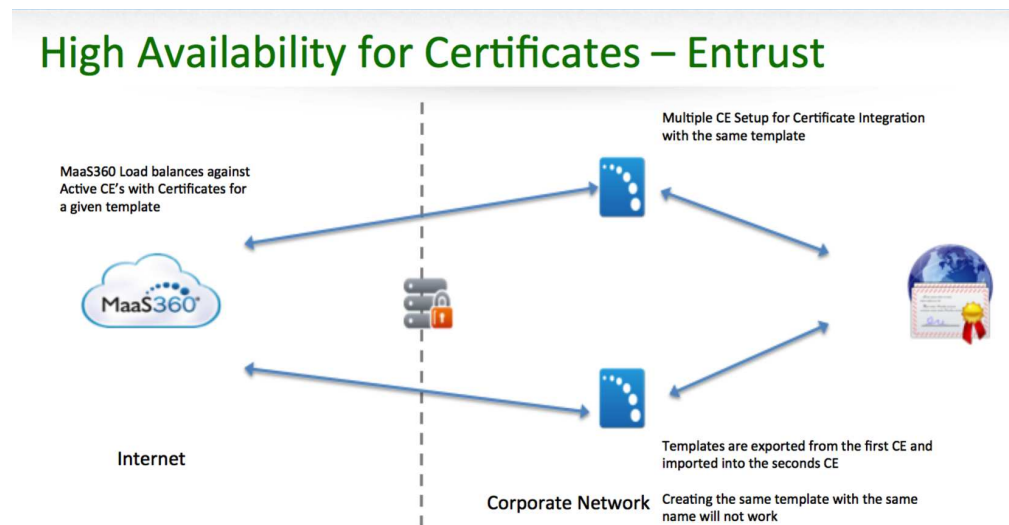 High Availability for Certificates – Entrust
Multiple CE Setup for Certificate Integration
with the same template
MaaS360 Load balances against
Active CE's with Certificates for
a given template
MaaS360
Internet
Templates are exported from the first CE and
imported into the seconds CE
Corporate Network
Creating the same template with the same
name will not work